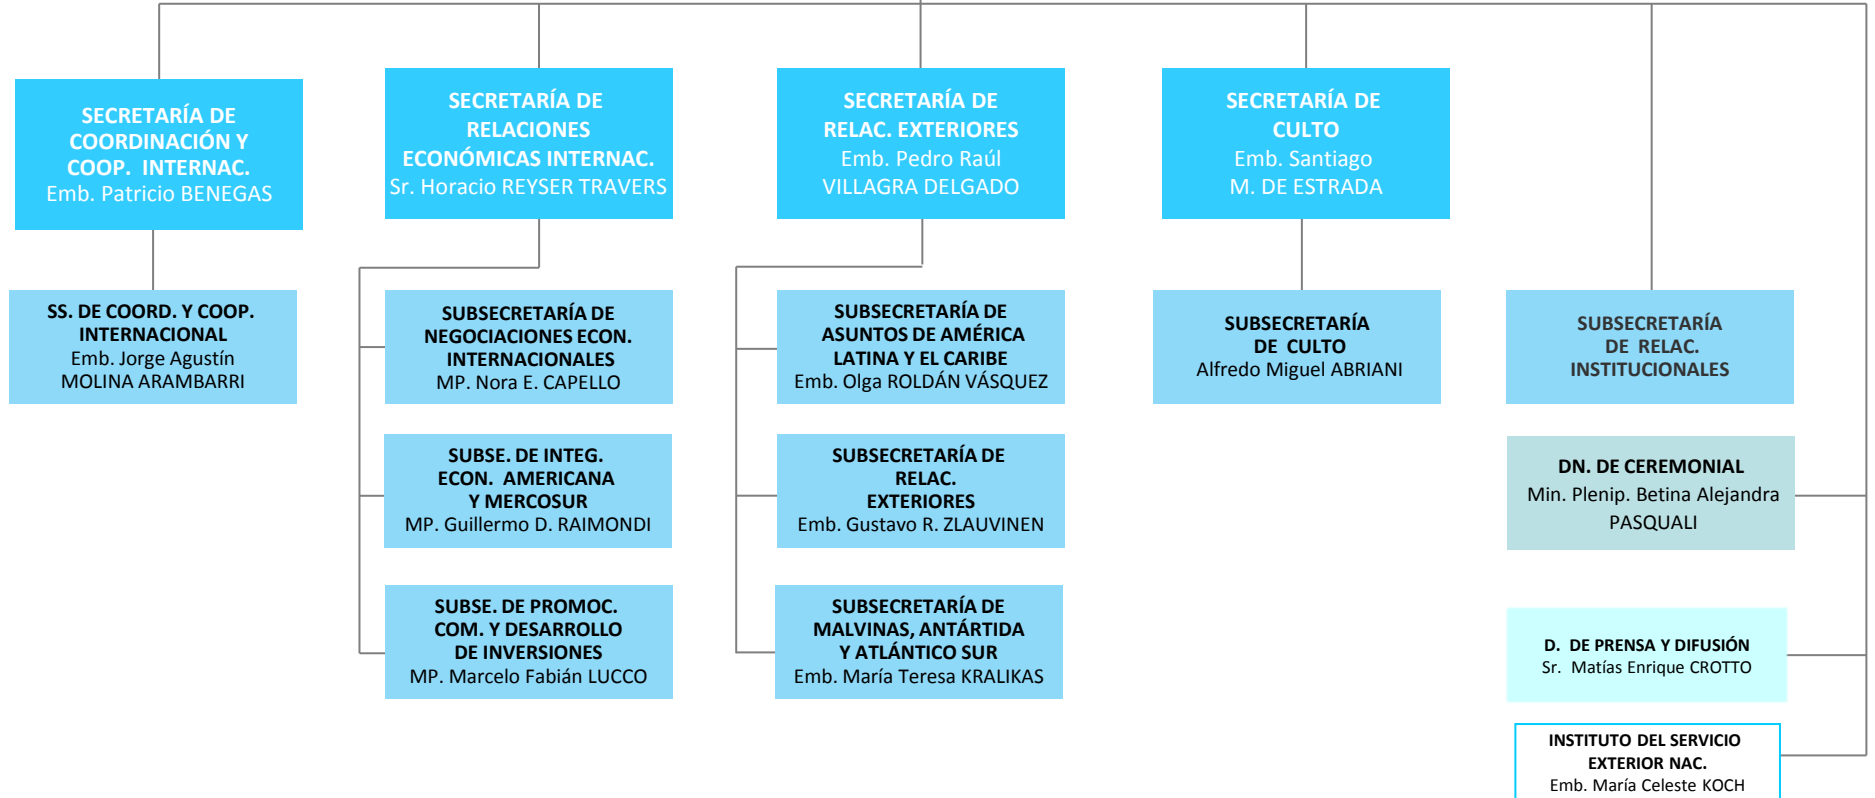 SECRETARÍA DE
COORDINACIÓN Y
COOP. INTERNAC.
Emb. Patricio BENEGAS
SECRETARÍA DE
RELACIONES
ECONÓMICAS INTERNAC.
Sr. Horacio REYSER TRAVERS
SECRETARÍA DE
RELAC. EXTERIORES
Emb. Pedro Raúl
VILLAGRA DELGADO
SECRETARÍA DE
CULTO
Emb. Santiago
M. DE ESTRADA
SS. DE COORD. Y COOP.
INTERNACIONAL
Emb. Jorge Agustín
MOLINA ARAMBARRI
SUBSECRETARÍA DE
NEGOCIACIONES ECON.
INTERNACIONALES
MP. Nora E. CAPELLO
SUBSECRETARÍA DE
ASUNTOS DE AMÉRICA
LATINA Y EL CARIBE
Emb. Olga ROLDÁN VÁSQUEZ
SUBSECRETARÍA
DE CULTO
Alfredo Miguel ABRIANI
SUBSECRETARÍA
DE RELAC.
INSTITUCIONALES
SUBSE. DE INTEG.
ECON. AMERICANA
Y MERCOSUR
MP. Guillermo D. RAIMONDI
SUBSECRETARÍA DE
RELAC.
EXTERIORES
Emb. Gustavo R. ZLAUVINEN
DN. DE CEREMONIAL
Min. Plenip. Betina Alejandra
PASQUALI
SUBSE. DE PROMOC.
COM. Y DESARROLLO
DE INVERSIONES
MP. Marcelo Fabián LUCCO
SUBSECRETARÍA DE
MALVINAS, ANTÁRTIDA
Y ATLÁNTICO SUR
Emb. María Teresa KRALIKAS
D. DE PRENSA Y DIFUSIÓN
Sr. Matías Enrique CROTTO
INSTITUTO DEL SERVICIO
EXTERIOR NAC.
Emb. María Celeste KOCH